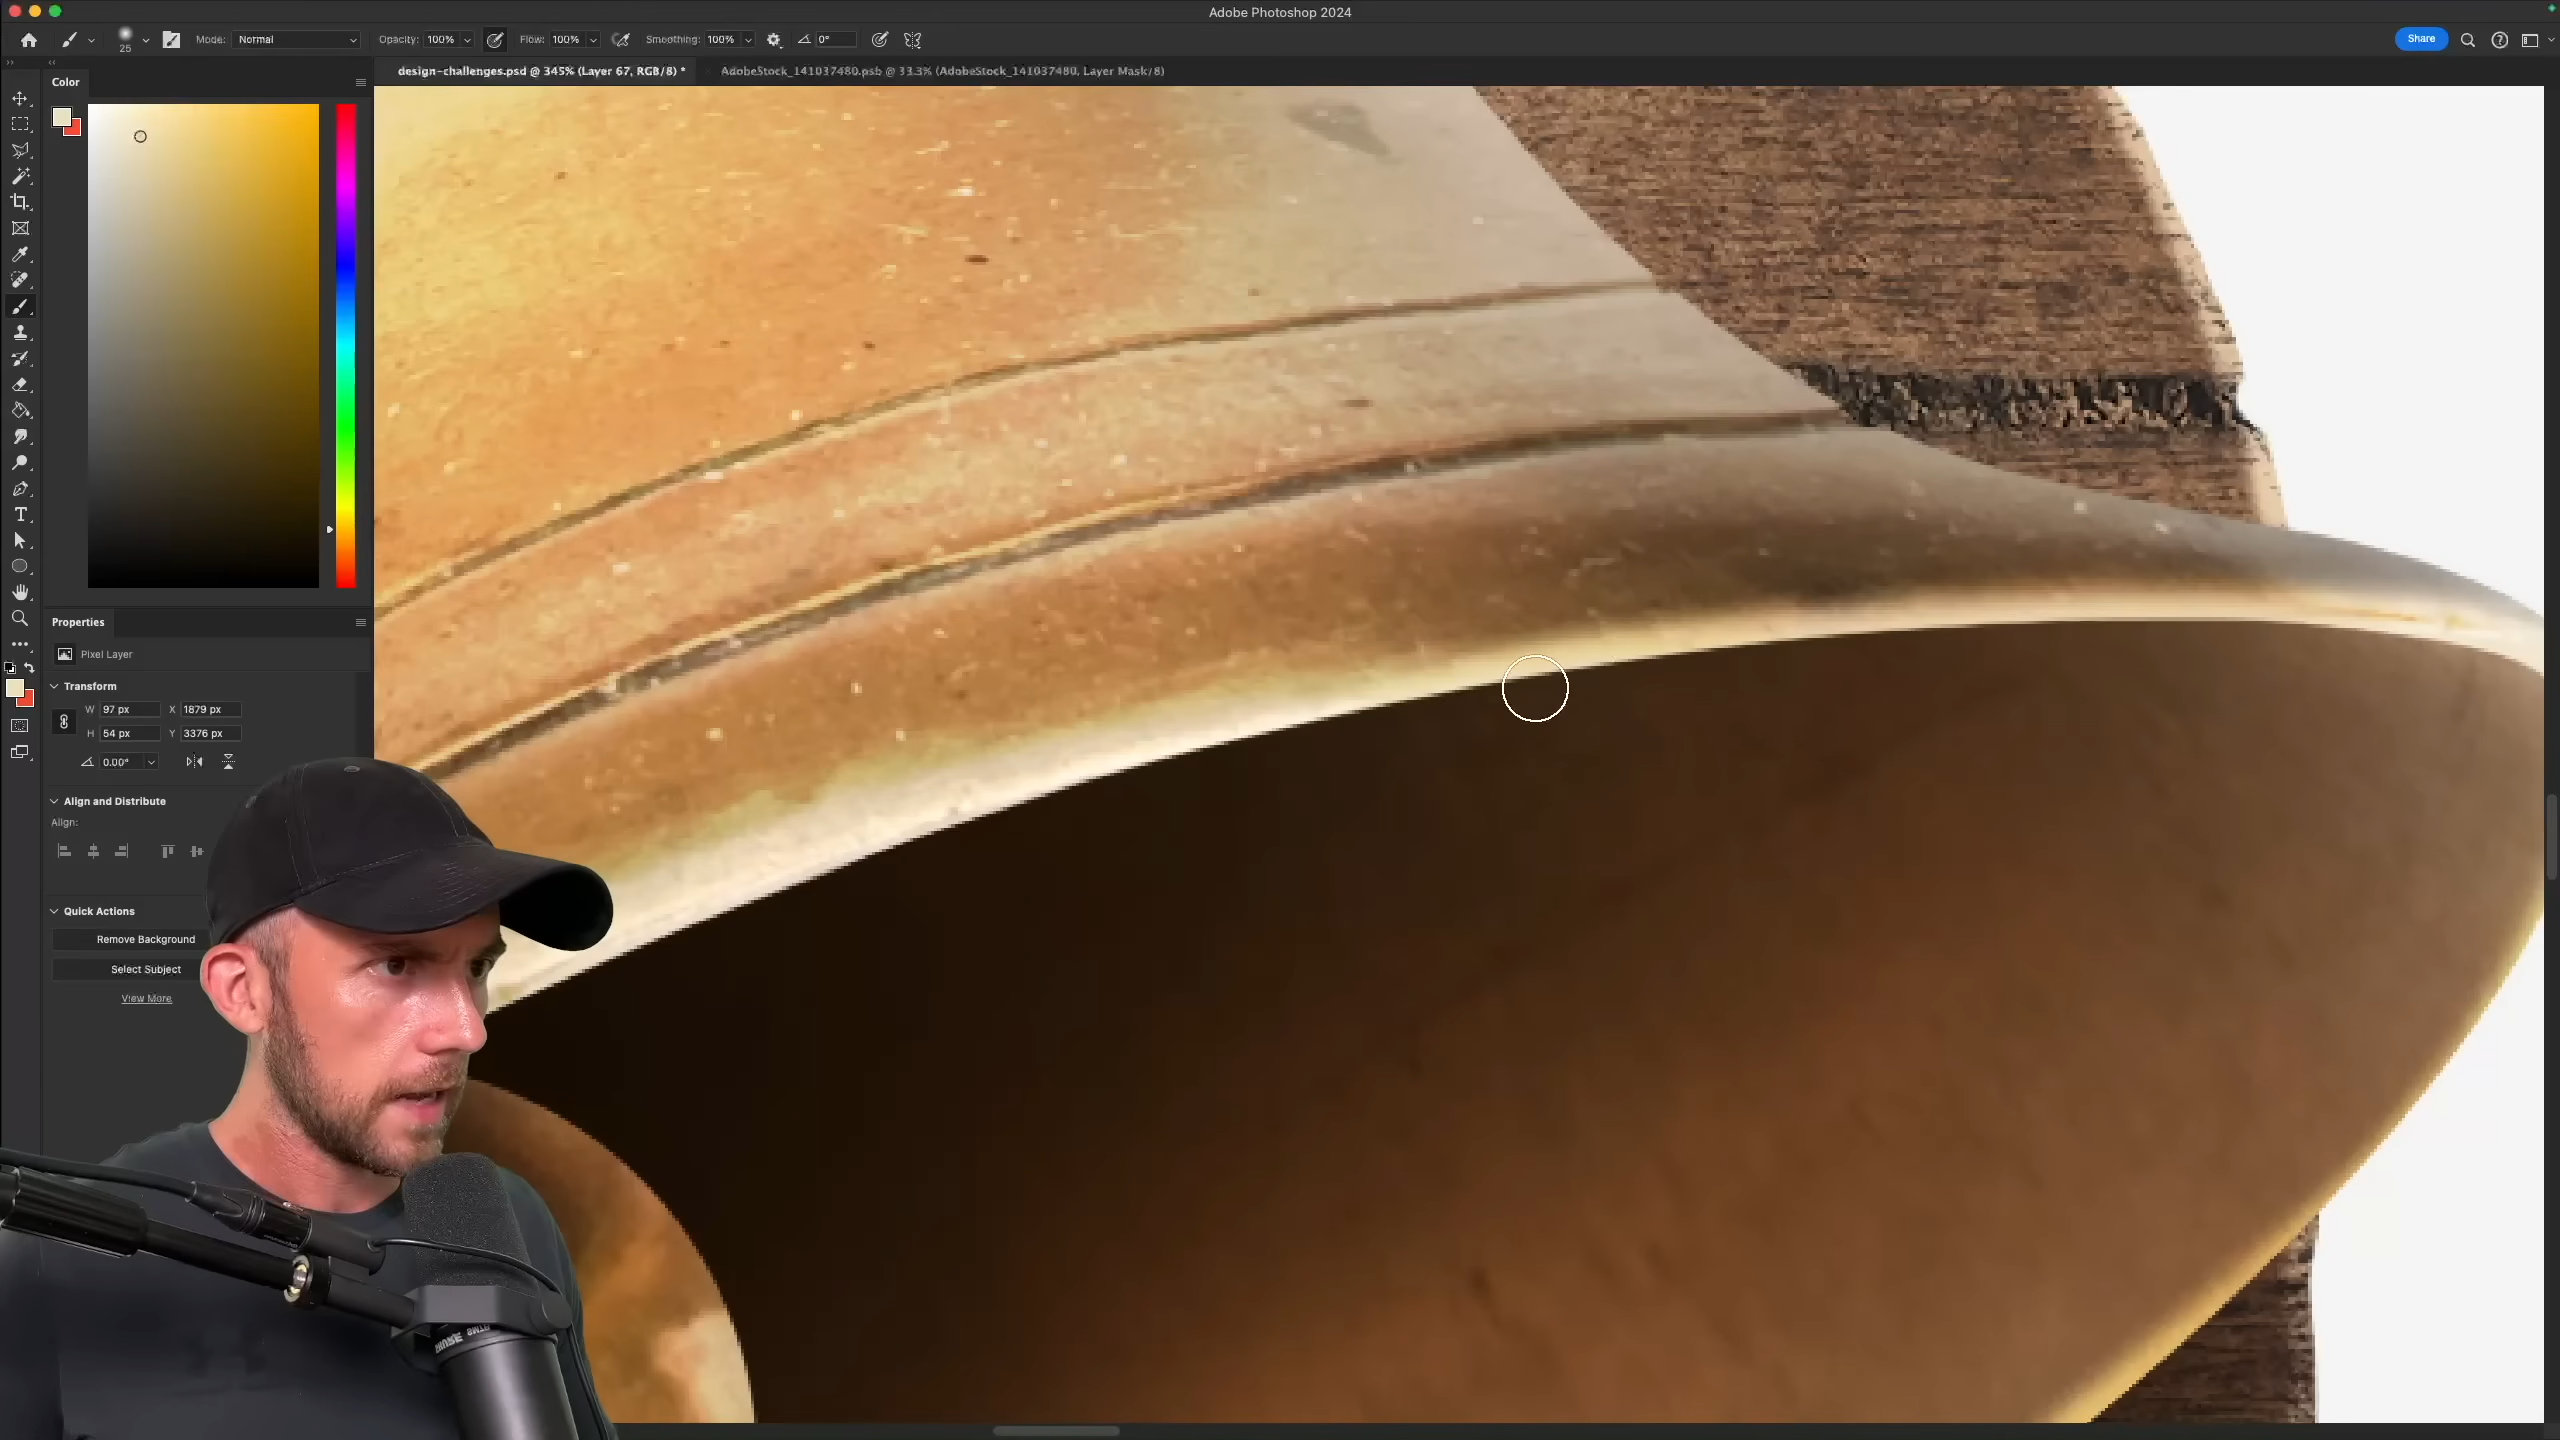 Adobe Photoshop 2024
25
Mode: Normal
Opacity: 100%
Flow: 100%
Smoothing: 100%
0°
Share
design-challenges.psd @ 345% (Layer 67, RGB/8) *
AdobeStock_141037480.psb @ 33.3% (AdobeStock_141037480, Layer Mask/8)
Color
Properties
Pixel Layer
Transform
W 97 px X 1879 px
H 54 px Y 3376 px
0.00°
Align and Distribute
Align:
Quick Actions
Remove Background
Select Subject
View More